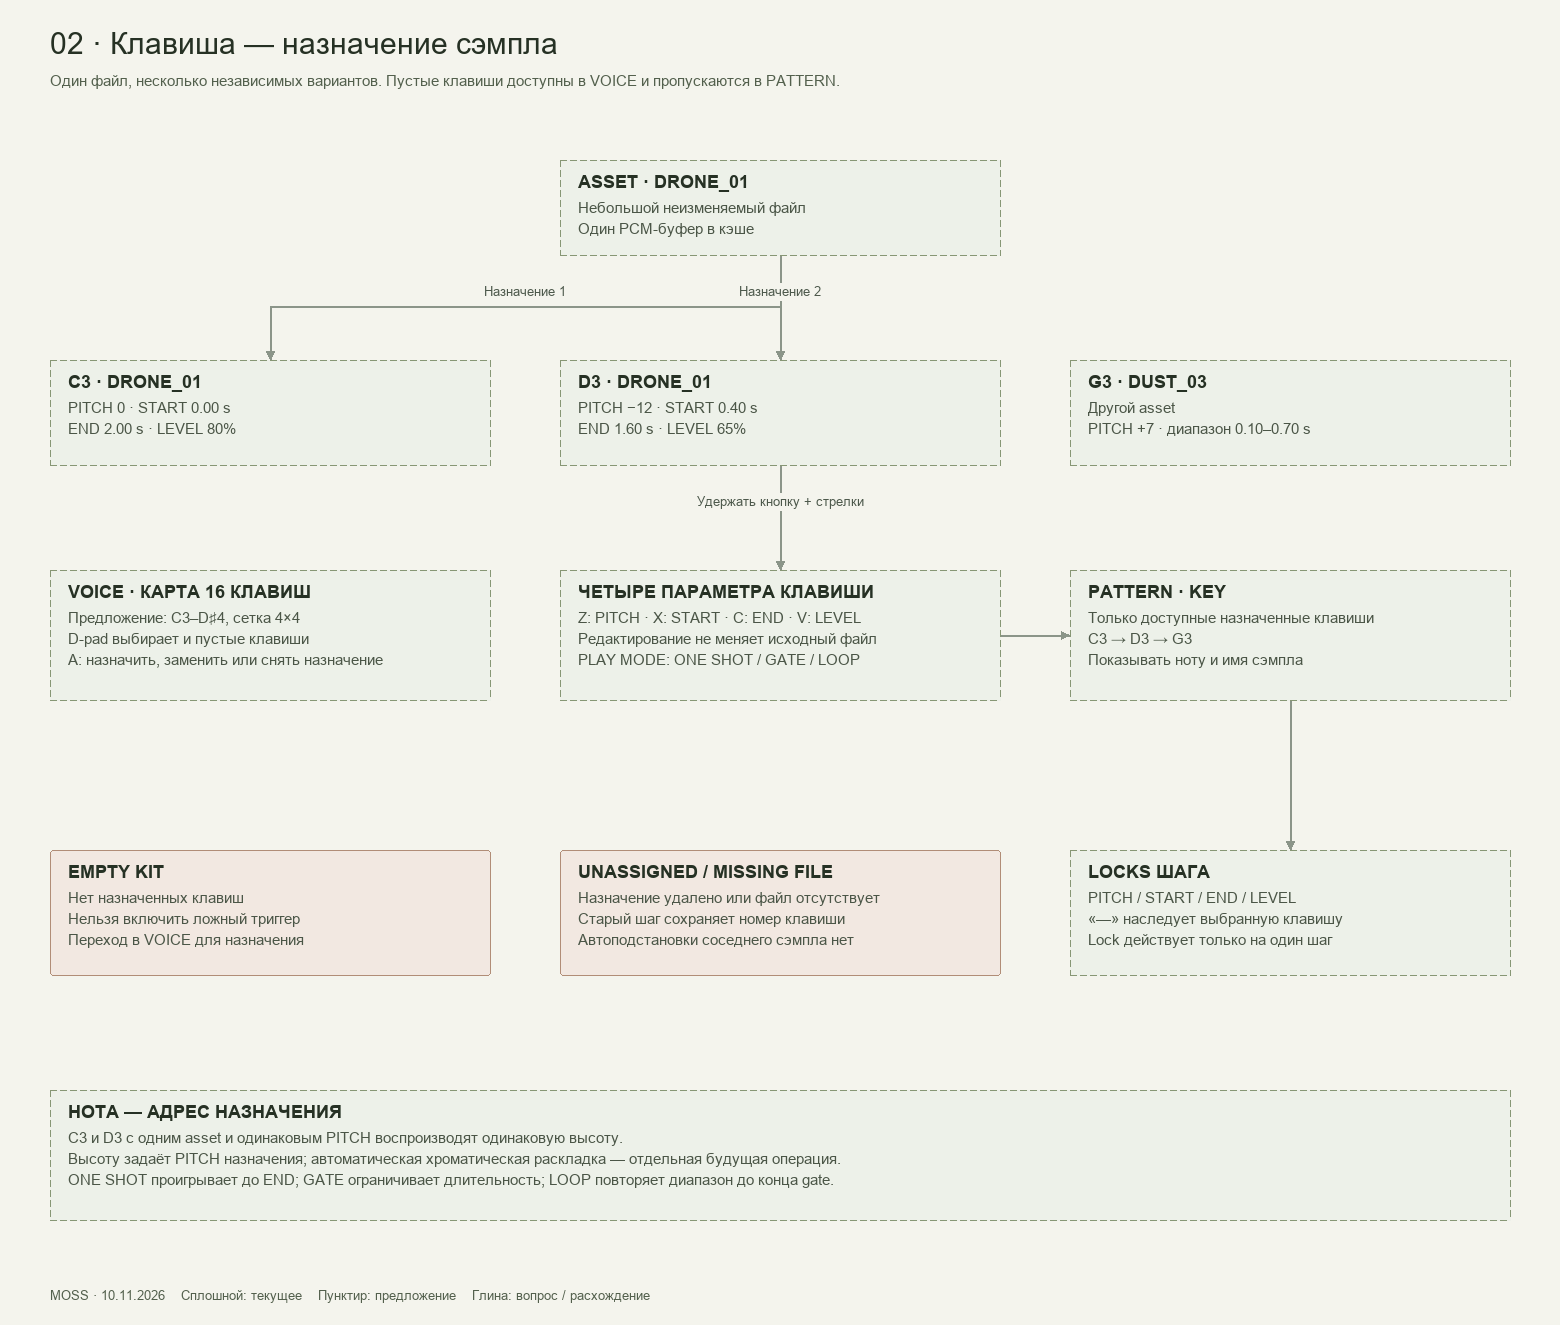 02 · Клавиша — назначение сэмпла
Один файл, несколько независимых вариантов. Пустые клавиши доступны в VOICE и пропускаются в PATTERN.
ASSET · DRONE_01
Небольшой неизменяемый файл
Один PCM-буфер в кэше
Назначение 1
Назначение 2
C3 · DRONE_01
PITCH 0 · START 0.00 s
END 2.00 s · LEVEL 80%
D3 · DRONE_01
PITCH −12 · START 0.40 s
END 1.60 s · LEVEL 65%
G3 · DUST_03
Другой asset
PITCH +7 · диапазон 0.10–0.70 s
Удержать кнопку + стрелки
VOICE · КАРТА 16 КЛАВИШ
Предложение: C3–D♯4, сетка 4×4
D-pad выбирает и пустые клавиши
A: назначить, заменить или снять назначение
ЧЕТЫРЕ ПАРАМЕТРА КЛАВИШИ
Z: PITCH · X: START · C: END · V: LEVEL
Редактирование не меняет исходный файл
PLAY MODE: ONE SHOT / GATE / LOOP
PATTERN · KEY
Только доступные назначенные клавиши
C3 → D3 → G3
Показывать ноту и имя сэмпла
EMPTY KIT
Нет назначенных клавиш
Нельзя включить ложный триггер
Переход в VOICE для назначения
UNASSIGNED / MISSING FILE
Назначение удалено или файл отсутствует
Старый шаг сохраняет номер клавиши
Автоподстановки соседнего сэмпла нет
LOCKS ШАГА
PITCH / START / END / LEVEL
«—» наследует выбранную клавишу
Lock действует только на один шаг
НОТА — АДРЕС НАЗНАЧЕНИЯ
C3 и D3 с одним asset и одинаковым PITCH воспроизводят одинаковую высоту.
Высоту задаёт PITCH назначения; автоматическая хроматическая раскладка — отдельная будущая операция.
ONE SHOT проигрывает до END; GATE ограничивает длительность; LOOP повторяет диапазон до конца gate.
MOSS · 10.11.2026 Сплошной: текущее Пунктир: предложение Глина: вопрос / расхождение